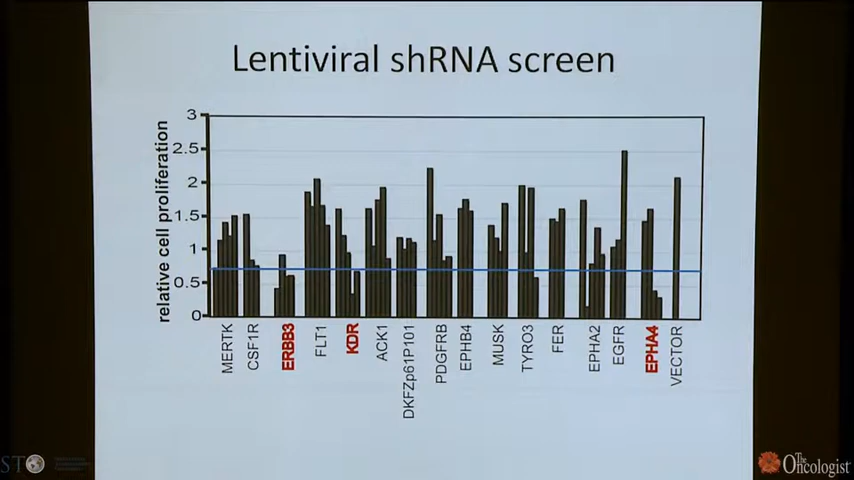 Lentiviral shRNA screen
relative cell proliferation
3
2.5
2
1.5
1
0.5
0
MERTK
CSF1R
ERBB3
FLT1
KDR
ACK1
DKFZp61P101
PDGFRB
EPHB4
MUSK
TYRO3
FER
EPHA2
EGFR
EPHA4
VECTOR
STO
The
Oncologist